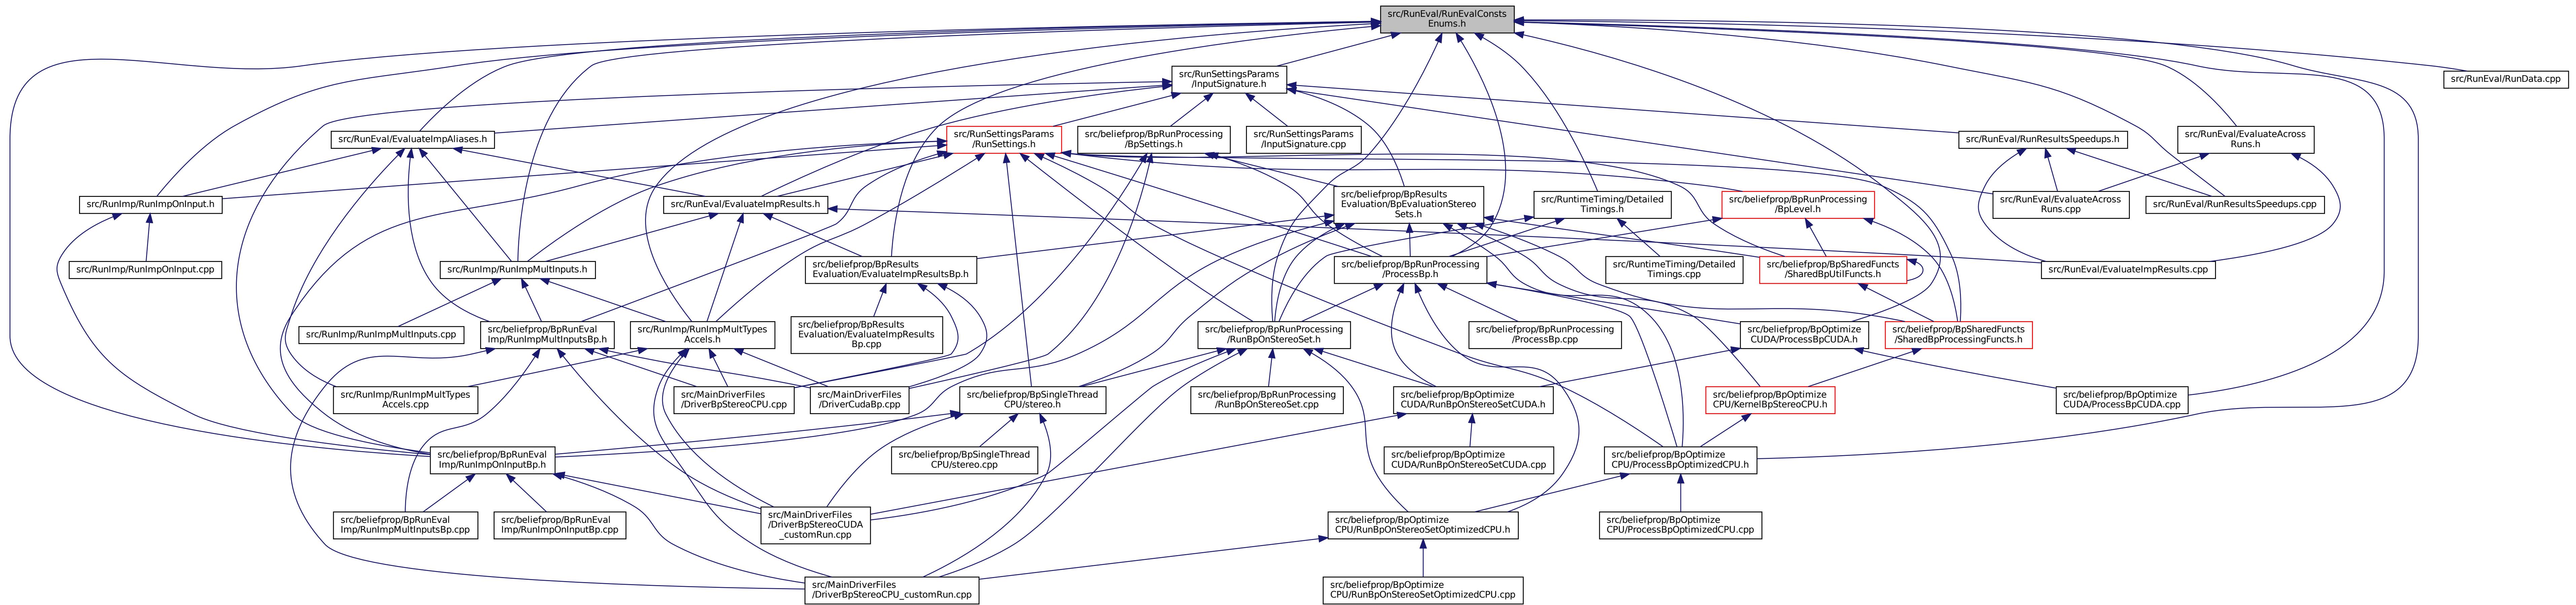 src/RunEval/RunEvalConsts
Enums.h
src/RunSettingsParams
/InputSignature.h
src/RunEval/RunData.cpp
src/RunEval/EvaluateImpAliases.h
src/RunSettingsParams
/RunSettings.h
src/beliefprop/BpRunProcessing
/BpSettings.h
src/RunSettingsParams
/InputSignature.cpp
src/RunEval/RunResultsSpeedups.h
src/RunEval/EvaluateAcross
Runs.h
src/RunImp/RunImpOnInput.h
src/RunEval/EvaluateImpResults.h
src/beliefprop/BpResults
Evaluation/BpEvaluationStereo
Sets.h
src/RuntimeTiming/Detailed
Timings.h
src/beliefprop/BpRunProcessing
/BpLevel.h
src/RunEval/EvaluateAcross
Runs.cpp
src/RunEval/RunResultsSpeedups.cpp
src/RunImp/RunImpOnInput.cpp
src/RunImp/RunImpMultInputs.h
src/beliefprop/BpResults
Evaluation/EvaluateImpResultsBp.h
src/beliefprop/BpRunProcessing
/ProcessBp.h
src/RuntimeTiming/Detailed
Timings.cpp
src/beliefprop/BpSharedFuncts
/SharedBpUtilFuncts.h
src/RunEval/EvaluateImpResults.cpp
src/RunImp/RunImpMultInputs.cpp
src/beliefprop/BpRunEval
Imp/RunImpMultInputsBp.h
src/RunImp/RunImpMultTypes
Accels.h
src/beliefprop/BpResults
Evaluation/EvaluateImpResults
Bp.cpp
src/beliefprop/BpRunProcessing
/RunBpOnStereoSet.h
src/beliefprop/BpRunProcessing
/ProcessBp.cpp
src/beliefprop/BpOptimize
CUDA/ProcessBpCUDA.h
src/beliefprop/BpSharedFuncts
/SharedBpProcessingFuncts.h
src/RunImp/RunImpMultTypes
Accels.cpp
src/MainDriverFiles
/DriverBpStereoCPU.cpp
src/MainDriverFiles
/DriverCudaBp.cpp
src/beliefprop/BpSingleThread
CPU/stereo.h
src/beliefprop/BpRunProcessing
/RunBpOnStereoSet.cpp
src/beliefprop/BpOptimize
CUDA/RunBpOnStereoSetCUDA.h
src/beliefprop/BpOptimize
CPU/KernelBpStereoCPU.h
src/beliefprop/BpOptimize
CUDA/ProcessBpCUDA.cpp
src/beliefprop/BpRunEval
Imp/RunImpOnInputBp.h
src/beliefprop/BpSingleThread
CPU/stereo.cpp
src/beliefprop/BpOptimize
CUDA/RunBpOnStereoSetCUDA.cpp
src/beliefprop/BpOptimize
CPU/ProcessBpOptimizedCPU.h
src/beliefprop/BpRunEval
Imp/RunImpMultInputsBp.cpp
src/beliefprop/BpRunEval
Imp/RunImpOnInputBp.cpp
src/MainDriverFiles
/DriverBpStereoCUDA
_customRun.cpp
src/beliefprop/BpOptimize
CPU/RunBpOnStereoSetOptimizedCPU.h
src/beliefprop/BpOptimize
CPU/ProcessBpOptimizedCPU.cpp
src/MainDriverFiles
/DriverBpStereoCPU_customRun.cpp
src/beliefprop/BpOptimize
CPU/RunBpOnStereoSetOptimizedCPU.cpp